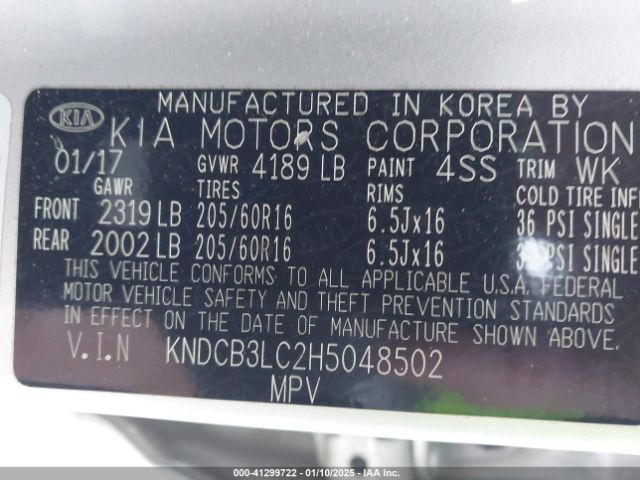 MANUFACTURED IN KOREA BY
KIA KIA MOTORS CORPORATION
01/17 GVWR 4189 LB PAINT 4SS TRIM WK
GAWR TIRES RIMS COLD TIRE INF
FRONT 2319 LB 205/60R16 6.5Jx16 36 PSI SINGLE
REAR 2002 LB 205/60R16 6.5Jx16 PSI SINGLE
THIS VEHICLE CONFORMS TO ALL APPLICABLE U.S.A. FEDERAL
MOTOR VEHICLE SAFETY AND THEFT PREVENTION STANDARDS
IN EFFECT ON THE DATE OF MANUFACTURE SHOWN ABOVE.
V.I.N KNDCB3LC2H5048502
MPV
000-41299722 - 01/10/2025 - IAA Inc.